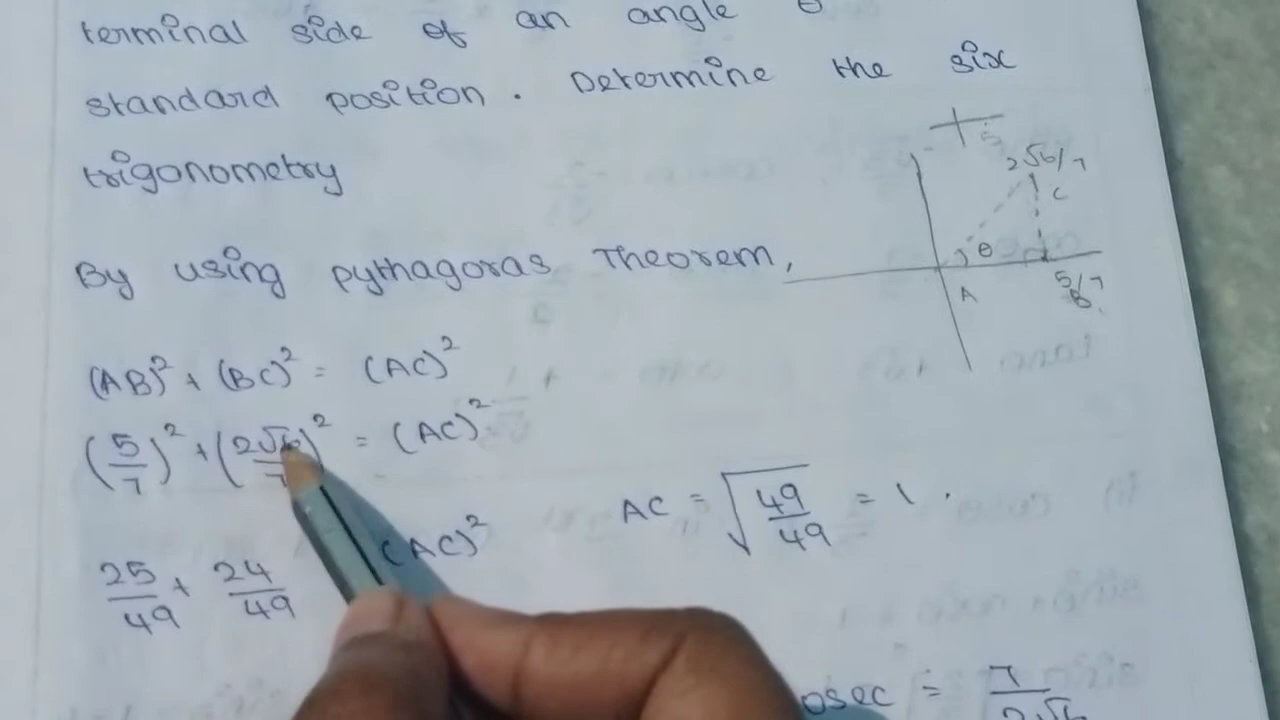 terminal side of an angle θ
standard position. Determine the six
trigonometry
2√6/7
C
By using pythagoras Theorem,
θ
A
5/7
B.
(AB)² + (BC)² = (AC)²
(5/7)² + (2√6/7)² = (AC)²
AC = √(49/49) = 1.
25/49 + 24/49 (AC)²
osec = 7/2√6